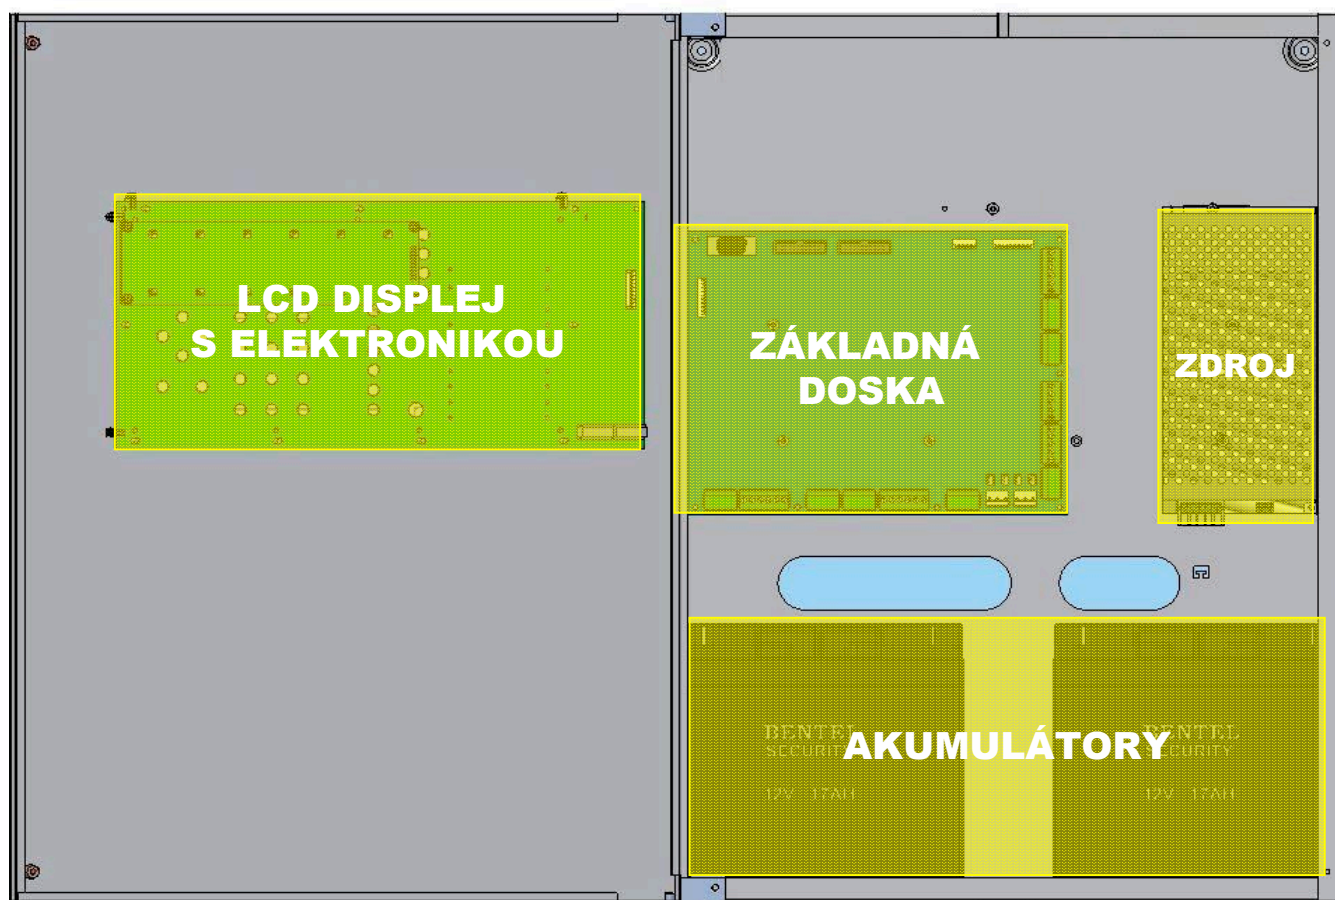 LCD DISPLEJ
S ELEKTRONIKOU
ZÁKLADNÁ
DOSKA
ZDROJ
AKUMULÁTORY
BENTEL
SECURITY
12V 17AH
BENTEL
SECURITY
12V 17AH